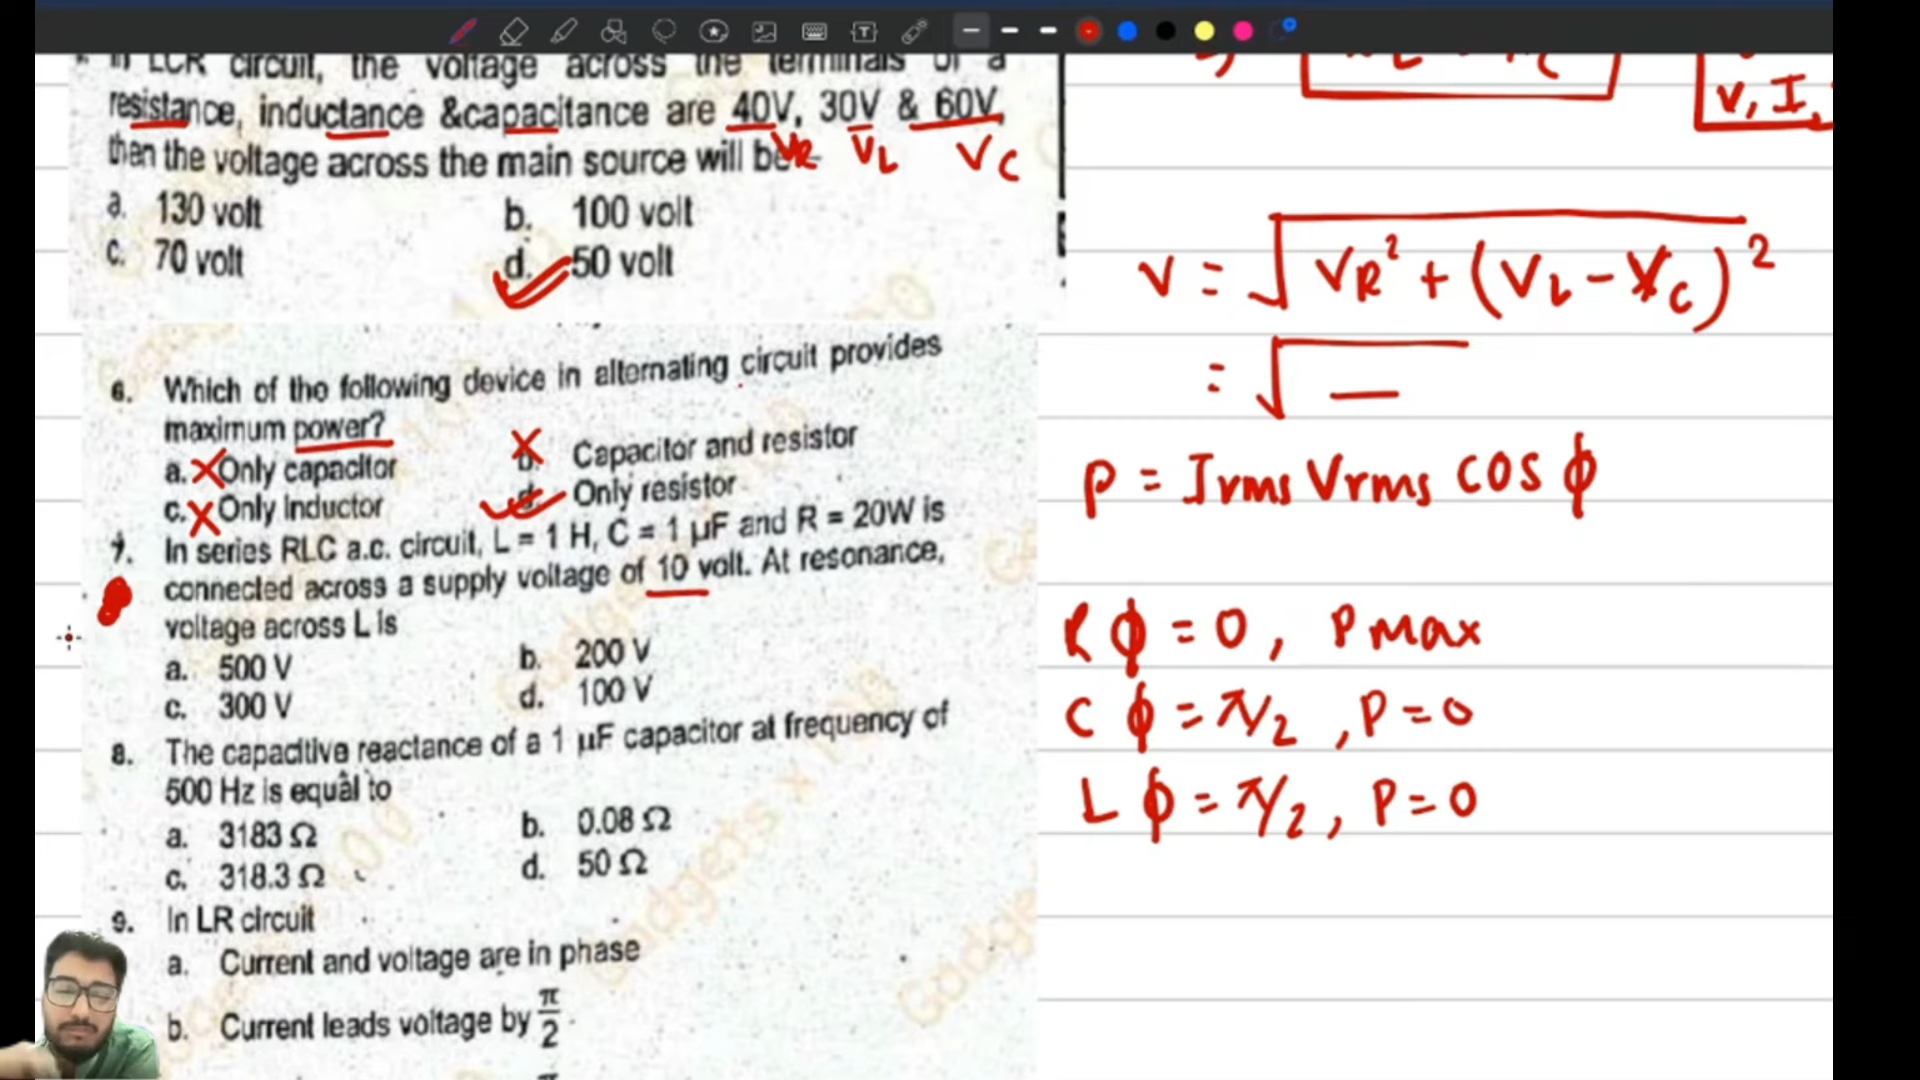 In LCR circuit, the voltage across the terminals of a
resistance, inductance &capacitance are 40V, 30V & 60V,
then the voltage across the main source will be-
VR VL VC
a. 130 volt b. 100 volt
c. 70 volt d. 50 volt
6. Which of the following device in alternating circuit provides
maximum power?
a. Only capacitor b. Capacitor and resistor
c. Only inductor d. Only resistor
7. In series RLC a.c. circuit, L = 1 H, C = 1 µF and R = 20W is
connected across a supply voltage of 10 volt. At resonance,
voltage across L is
a. 500 V b. 200 V
c. 300 V d. 100 V
8. The capacitive reactance of a 1 µF capacitor at frequency of
500 Hz is equal to
a. 3183 Ω b. 0.08 Ω
c. 318.3 Ω d. 50 Ω
9. In LR circuit
a. Current and voltage are in phase
b. Current leads voltage by π/2
V, I
V = √VR² + (VL - VC)²
= √
P = Irms Vrms cos ϕ
R ϕ = 0, Pmax
C ϕ = π/2, P = 0
L ϕ = π/2, P = 0